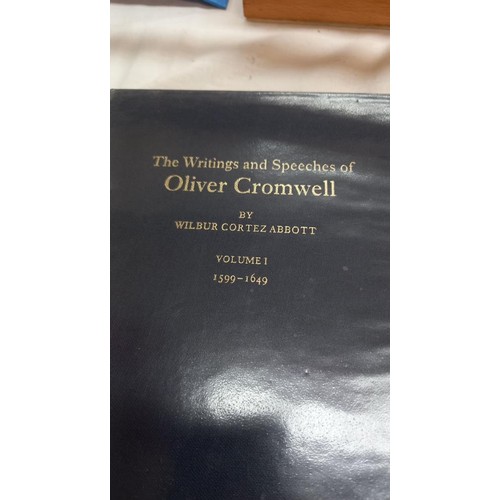 The Writings and Speeches of
Oliver Cromwell
BY
WILBUR CORTEZ ABBOTT
VOLUME I
1599-1649